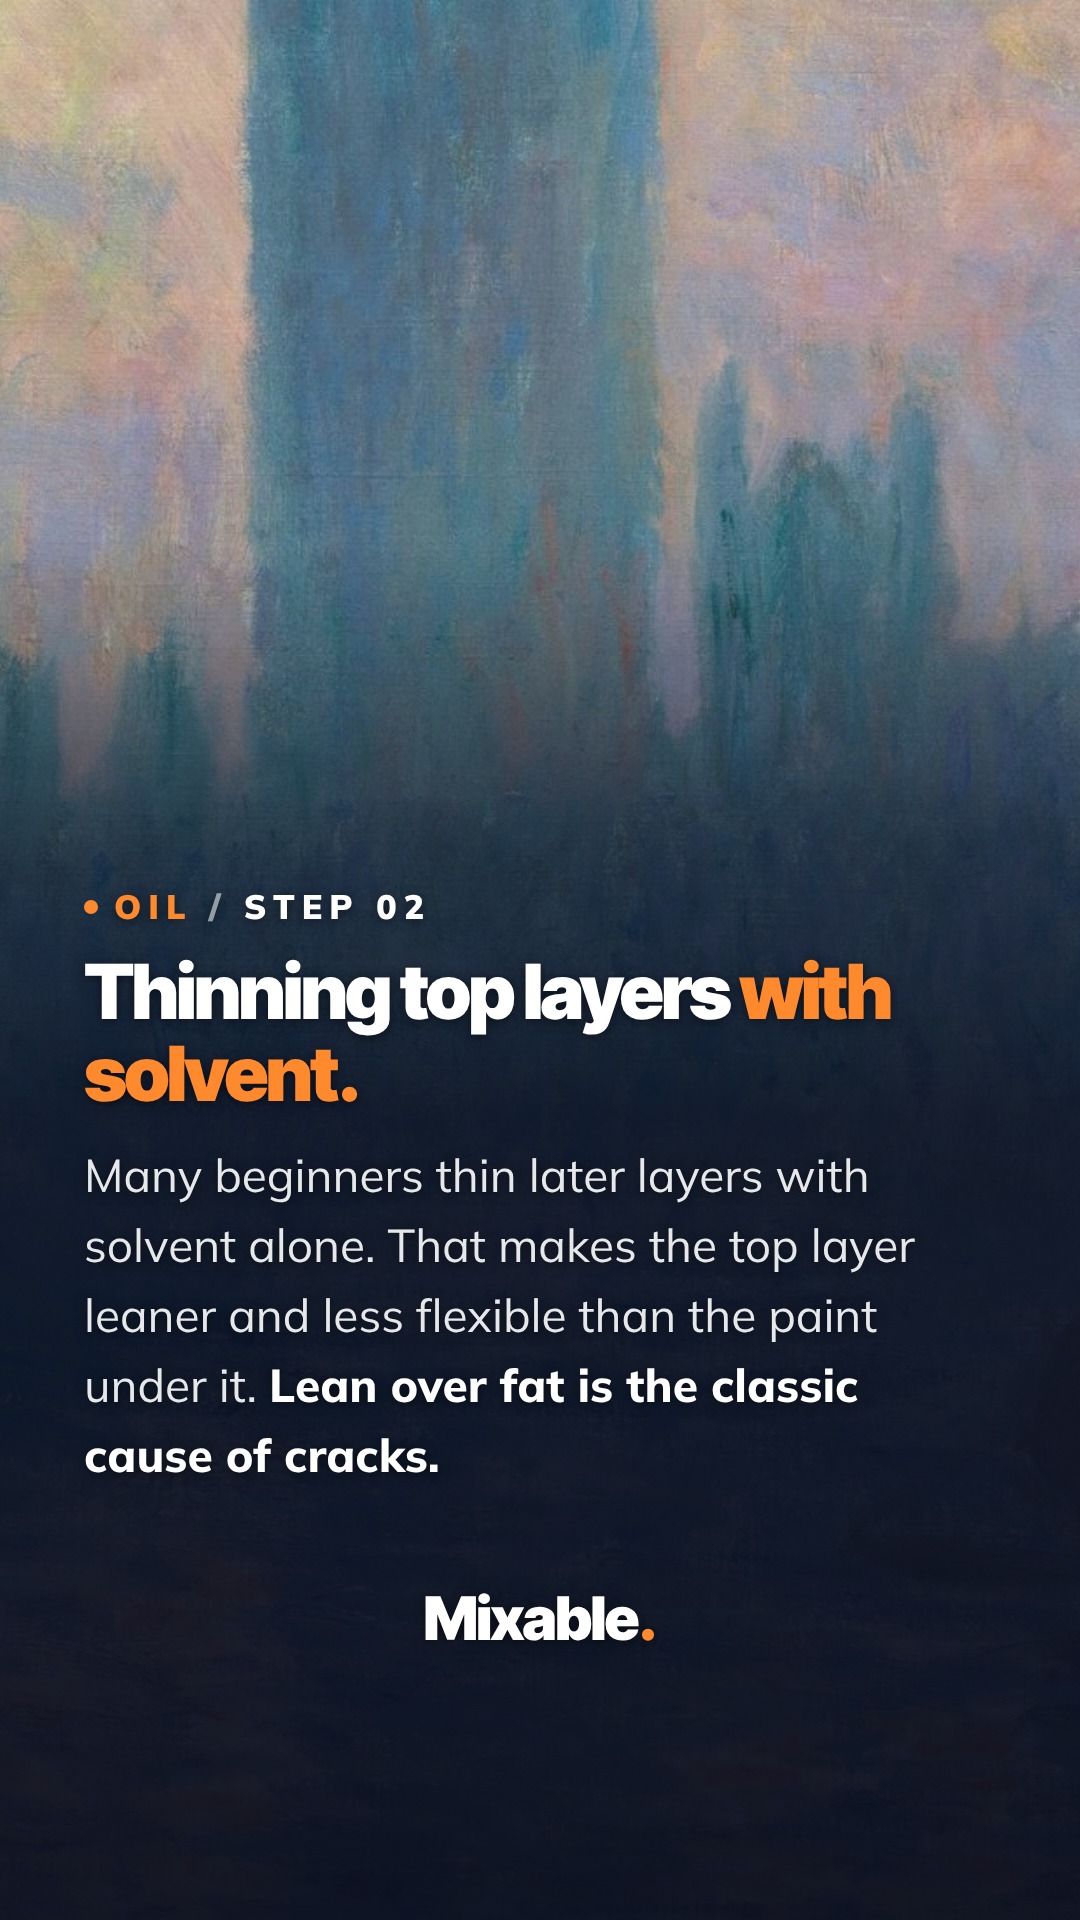 • OIL / STEP 02
Thinning top layers with
solvent.
Many beginners thin later layers with
solvent alone. That makes the top layer
leaner and less flexible than the paint
under it. Lean over fat is the classic
cause of cracks.
Mixable.